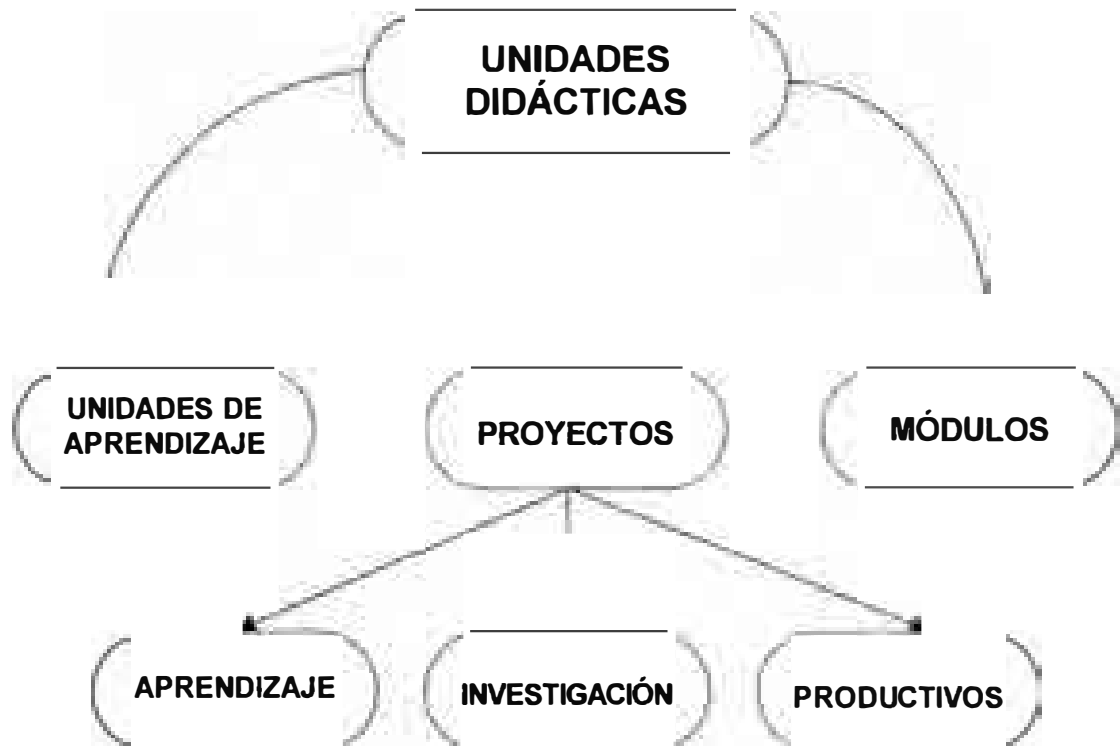 UNIDADES
DIDÁCTICAS
UNIDADES DE
APRENDIZAJE
PROYECTOS
MÓDULOS
APRENDIZAJE
INVESTIGACIÓN
PRODUCTIVOS